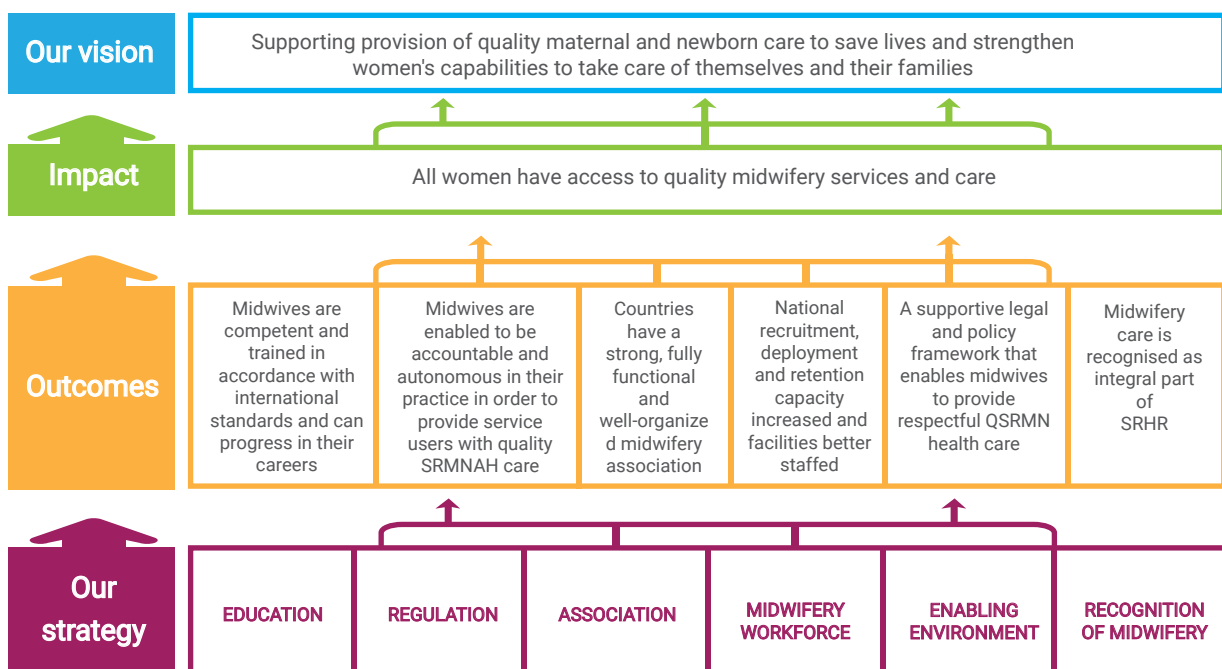 Our vision
Supporting provision of quality maternal and newborn care to save lives and strengthen
women's capabilities to take care of themselves and their families
Impact
All women have access to quality midwifery services and care
Outcomes
Midwives are
competent and
trained in
accordance with
international
standards and can
progress in their
careers
Midwives are
enabled to be
accountable and
autonomous in their
practice in order to
provide service
users with quality
SRMNAH care
Countries
have a
strong, fully
functional
and
well-organize
d midwifery
association
National
recruitment,
deployment
and retention
capacity
increased and
facilities better
staffed
A supportive legal
and policy
framework that
enables midwives
to provide
respectful QSRMN
health care
Midwifery
care is
recognised as
integral part
of
SRHR
Our
strategy
EDUCATION
REGULATION
ASSOCIATION
MIDWIFERY
WORKFORCE
ENABLING
ENVIRONMENT
RECOGNITION
OF MIDWIFERY